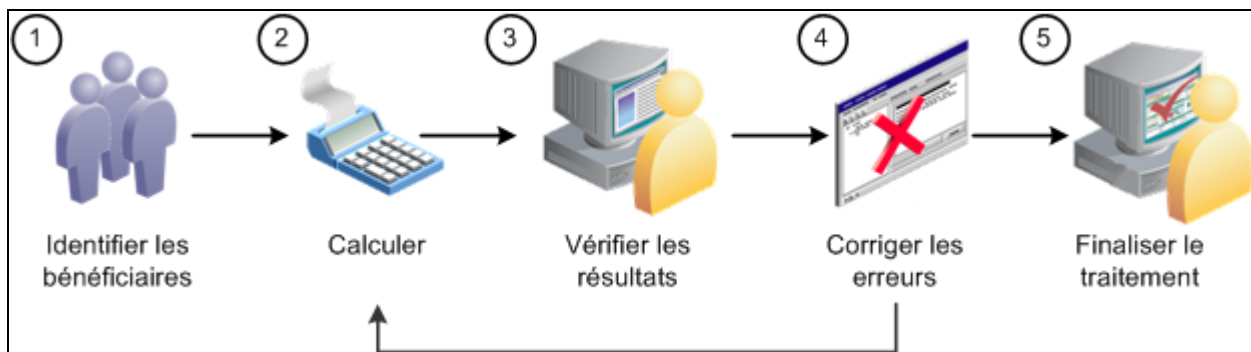 1
2
3
4
5
Identifier les
bénéficiaires
Calculer
Vérifier les
résultats
Corriger les
erreurs
Finaliser le
traitement